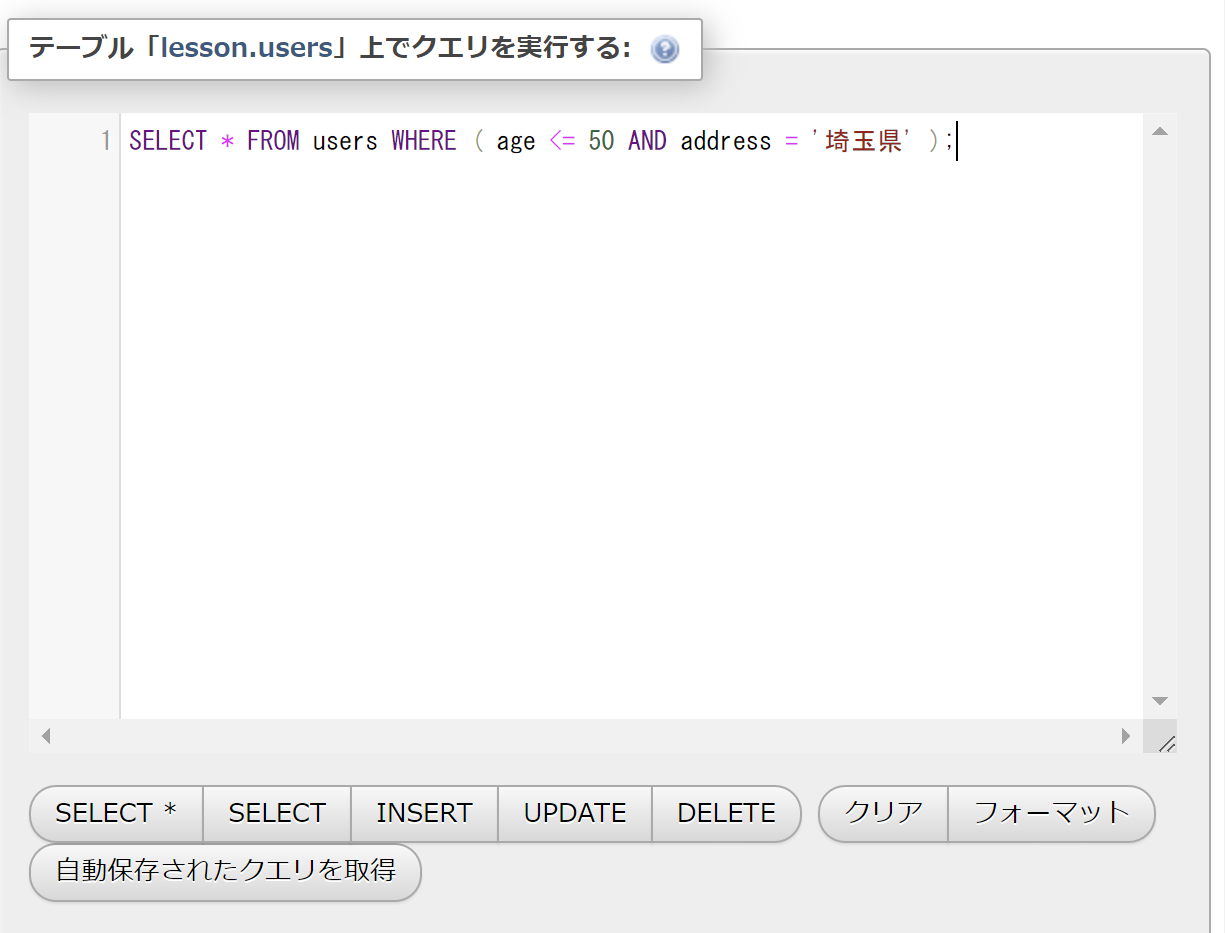 テーブル「lesson.users」上でクエリを実行する:
1 SELECT * FROM users WHERE ( age <= 50 AND address = '埼玉県' );
SELECT * SELECT INSERT UPDATE DELETE クリア フォーマット
自動保存されたクエリを取得